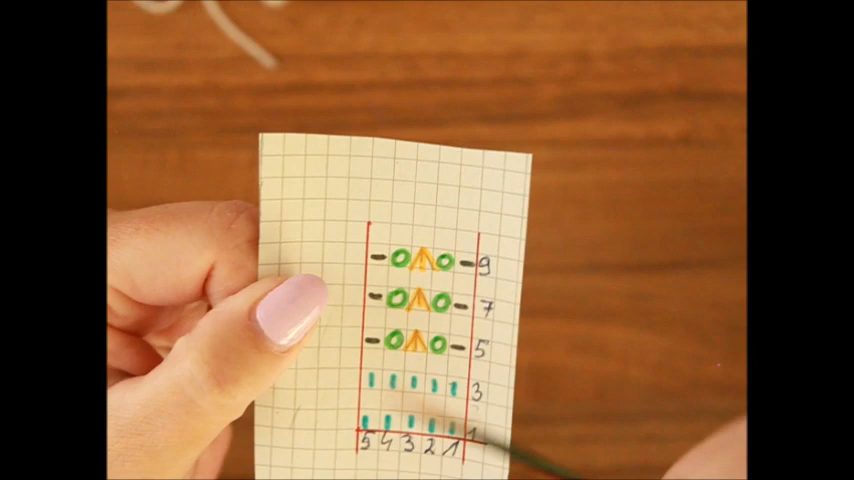 - O ⩚ O - 9
- O ⩚ O - 7
- O ⩚ O - 5
| | | | | 3
| | | | | 1
5 4 3 2 1